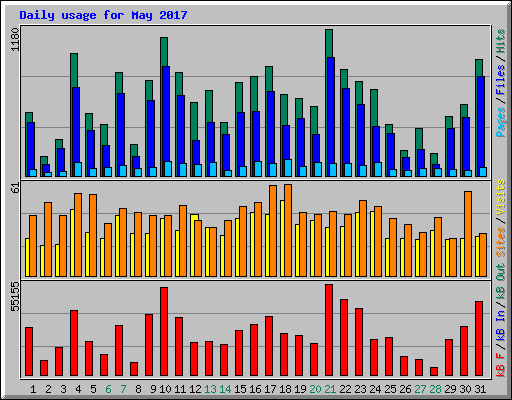 Daily usage for May 2017
1180
Pages / Files / Hits
61
Sites / Visits
55155
kB F / kB In / kB Out
1 2 3 4 5 6 7 8 9 10 11 12 13 14 15 16 17 18 19 20 21 22 23 24 25 26 27 28 29 30 31